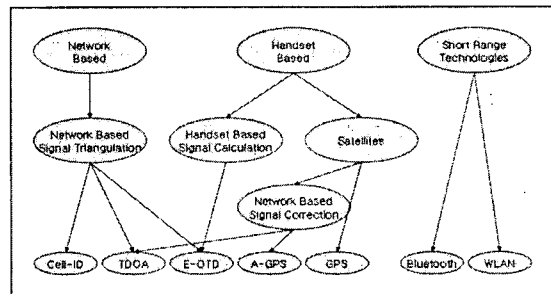 Network
Based
Handset
Based
Short Range
Technologies
Network Based
Signal Triangulation
Handset Based
Signal Calculation
Satellites
Network Based
Signal Correction
Cell-ID
TDOA
E-OTD
A-GPS
GPS
Bluetooth
WLAN